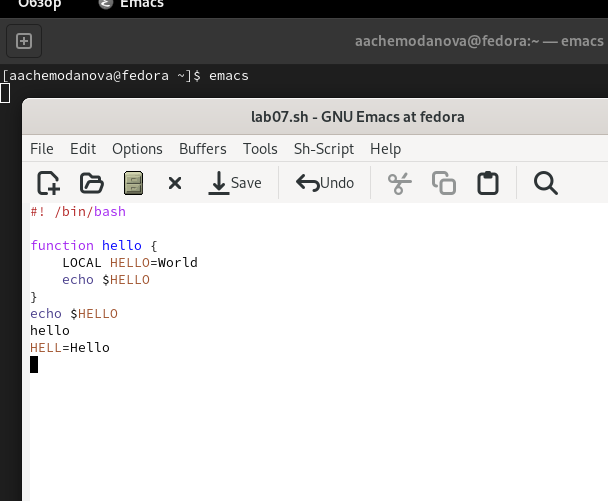 Обзор Emacs
aachemodanova@fedora:~ — emacs
[aachemodanova@fedora ~]$ emacs
lab07.sh - GNU Emacs at fedora
File Edit Options Buffers Tools Sh-Script Help
Save Undo
#! /bin/bash
function hello {
    LOCAL HELLO=World
    echo $HELLO
}
echo $HELLO
hello
HELL=Hello